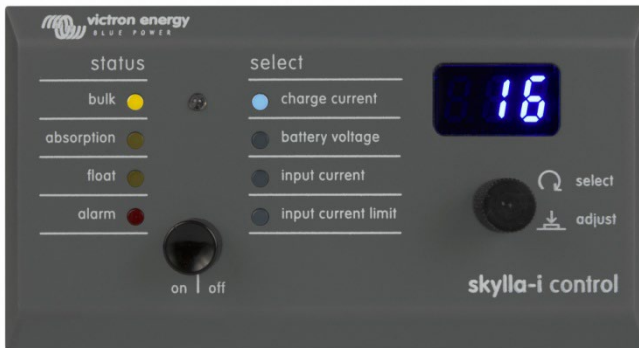 victron energy
BLUE POWER
status
select
bulk
charge current
16
absorption
battery voltage
float
input current
select
alarm
input current limit
adjust
on | off
skylla-i control